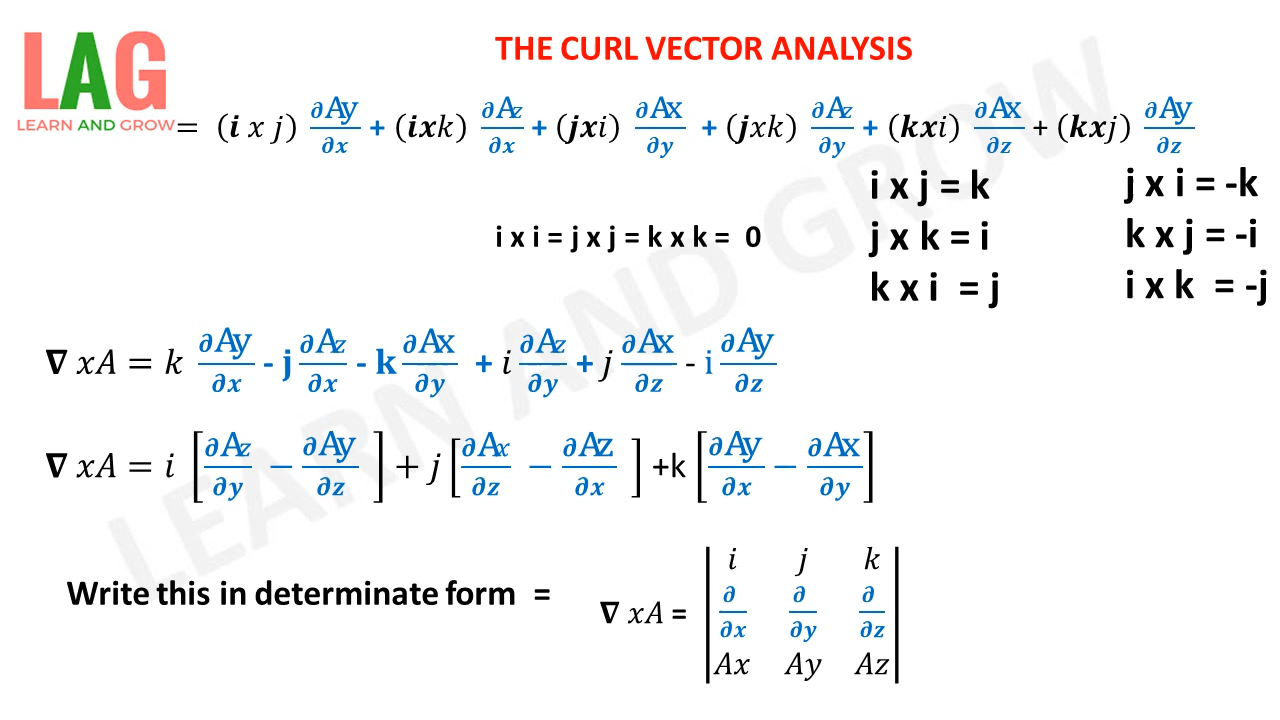 LAG
LEARN AND GROW
THE CURL VECTOR ANALYSIS
= (i x j) ∂Ay/∂x + (ixk) ∂Az/∂x + (jxi) ∂Ax/∂y + (jxk) ∂Az/∂y + (kxi) ∂Ax/∂z + (kxj) ∂Ay/∂z
i x j = k
j x i = -k
i x i = j x j = k x k = 0
j x k = i
k x j = -i
k x i = j
i x k = -j
∇ xA = k ∂Ay/∂x - j ∂Az/∂x - k ∂Ax/∂y + i ∂Az/∂y + j ∂Ax/∂z - i ∂Ay/∂z
∇ xA = i [∂Az/∂y − ∂Ay/∂z] + j [∂Ax/∂z − ∂Az/∂x] +k [∂Ay/∂x − ∂Ax/∂y]
Write this in determinate form =
∇ xA =
i j k
∂/∂x ∂/∂y ∂/∂z
Ax Ay Az
LEARN AND GROW